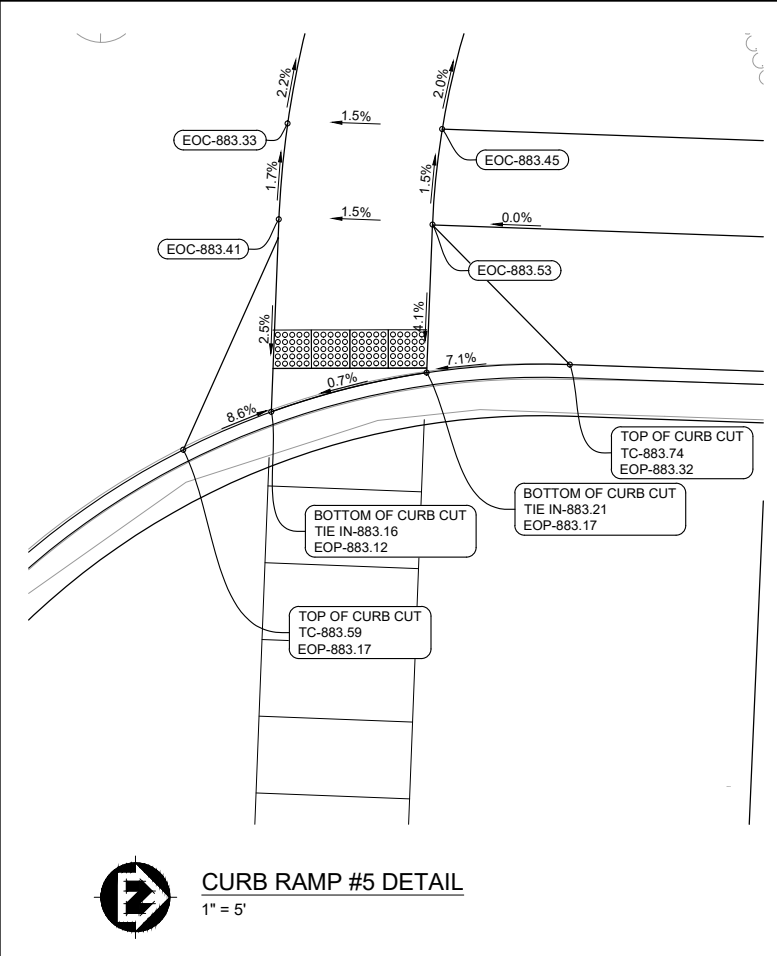 2.2%
2.0%
1.5%
EOC-883.33
EOC-883.45
1.7%
1.5%
1.5%
0.0%
EOC-883.41
EOC-883.53
2.5%
4.1%
7.1%
0.7%
8.6%
TOP OF CURB CUT
TC-883.74
EOP-883.32
BOTTOM OF CURB CUT
TIE IN-883.21
EOP-883.17
BOTTOM OF CURB CUT
TIE IN-883.16
EOP-883.12
TOP OF CURB CUT
TC-883.59
EOP-883.17
N
CURB RAMP #5 DETAIL
1" = 5'